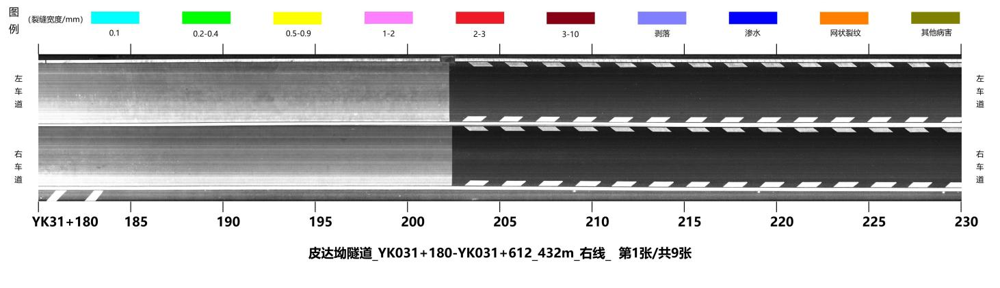 图例
(裂缝宽度/mm)
0.1
0.2-0.4
0.5-0.9
1-2
2-3
3-10
剥落
渗水
网状裂纹
其他病害
左车道
左车道
右车道
右车道
YK31+180 185 190 195 200 205 210 215 220 225 230
皮达坳隧道_YK031+180-YK031+612_432m_右线_ 第1张/共9张